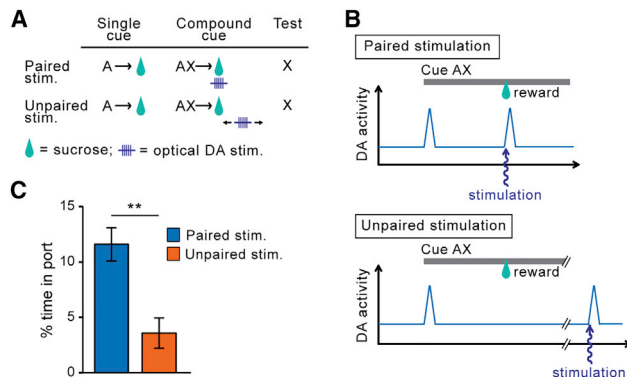 A
Single cue
Compound cue
Test
Paired stim.
A→
AX→
X
Unpaired stim.
A→
AX→
X
= sucrose; = optical DA stim.
B
Paired stimulation
Cue AX
reward
DA activity
stimulation
Unpaired stimulation
Cue AX
reward
DA activity
stimulation
C
**
15
10
5
0
% time in port
Paired stim.
Unpaired stim.